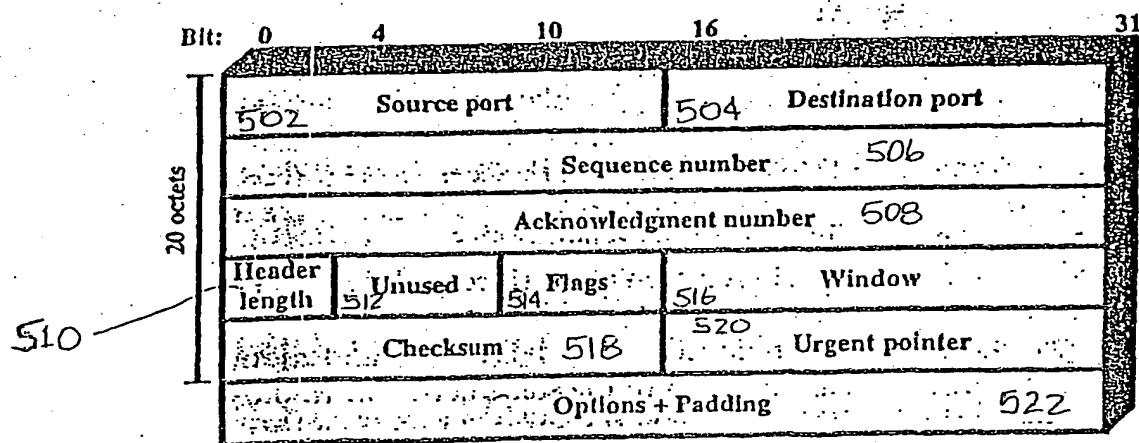 Bit: 0 4 10 16 31
Source port 502 504 Destination port
Sequence number 506
Acknowledgment number 508
Header length 512 Unused 514 Flags 516 Window
510
Checksum 518 520 Urgent pointer
Options + Padding 522
20 octets